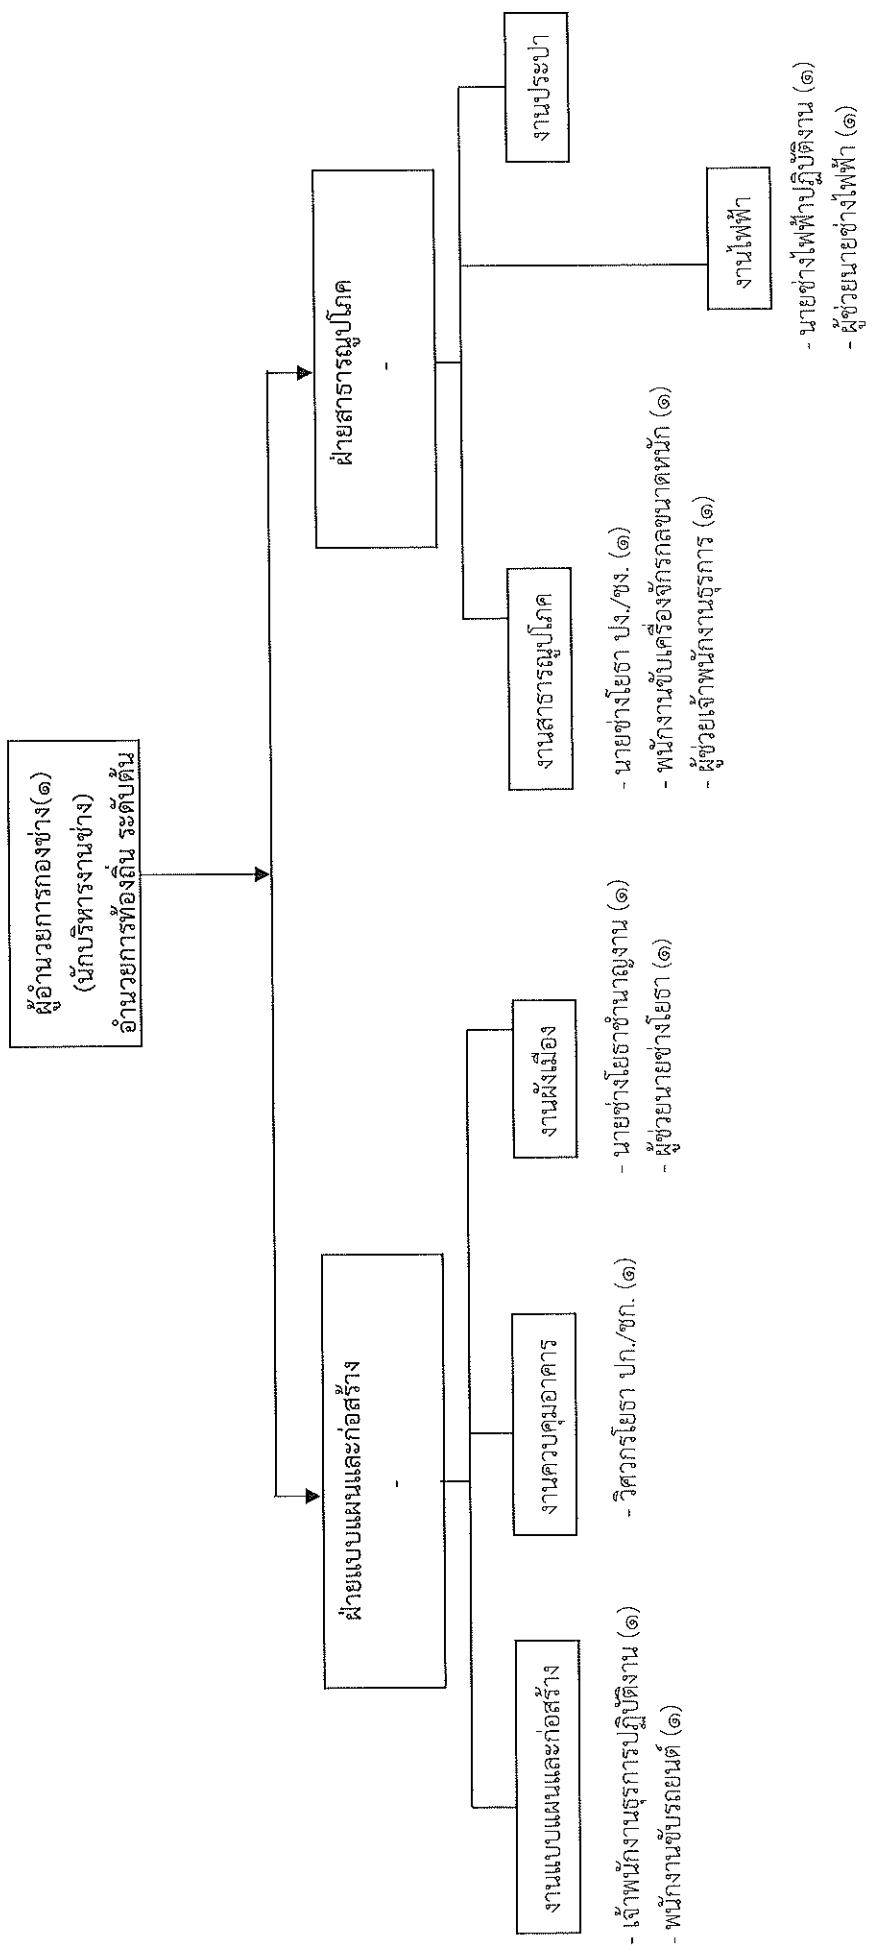 ผู้อำนวยการกองช่าง(๑)
(นักบริหารงานช่าง)
อำนวยการท้องถิ่น ระดับต้น
ฝ่ายแบบแผนและก่อสร้าง
-
ฝ่ายสาธารณูปโภค
-
งานแบบแผนและก่อสร้าง
- เจ้าพนักงานธุรการปฏิบัติงาน (๑)
- พนักงานขับรถยนต์ (๑)
งานควบคุมอาคาร
- วิศวกรโยธา ปก./ชก. (๑)
งานผังเมือง
- นายช่างโยธาชำนาญงาน (๑)
- ผู้ช่วยนายช่างโยธา (๑)
งานสาธารณูปโภค
- นายช่างโยธา ปง./ชง. (๑)
- พนักงานขับเครื่องจักรกลขนาดหนัก (๑)
- ผู้ช่วยเจ้าพนักงานธุรการ (๑)
งานไฟฟ้า
- นายช่างไฟฟ้าปฏิบัติงาน (๑)
- ผู้ช่วยนายช่างไฟฟ้า (๑)
งานประปา